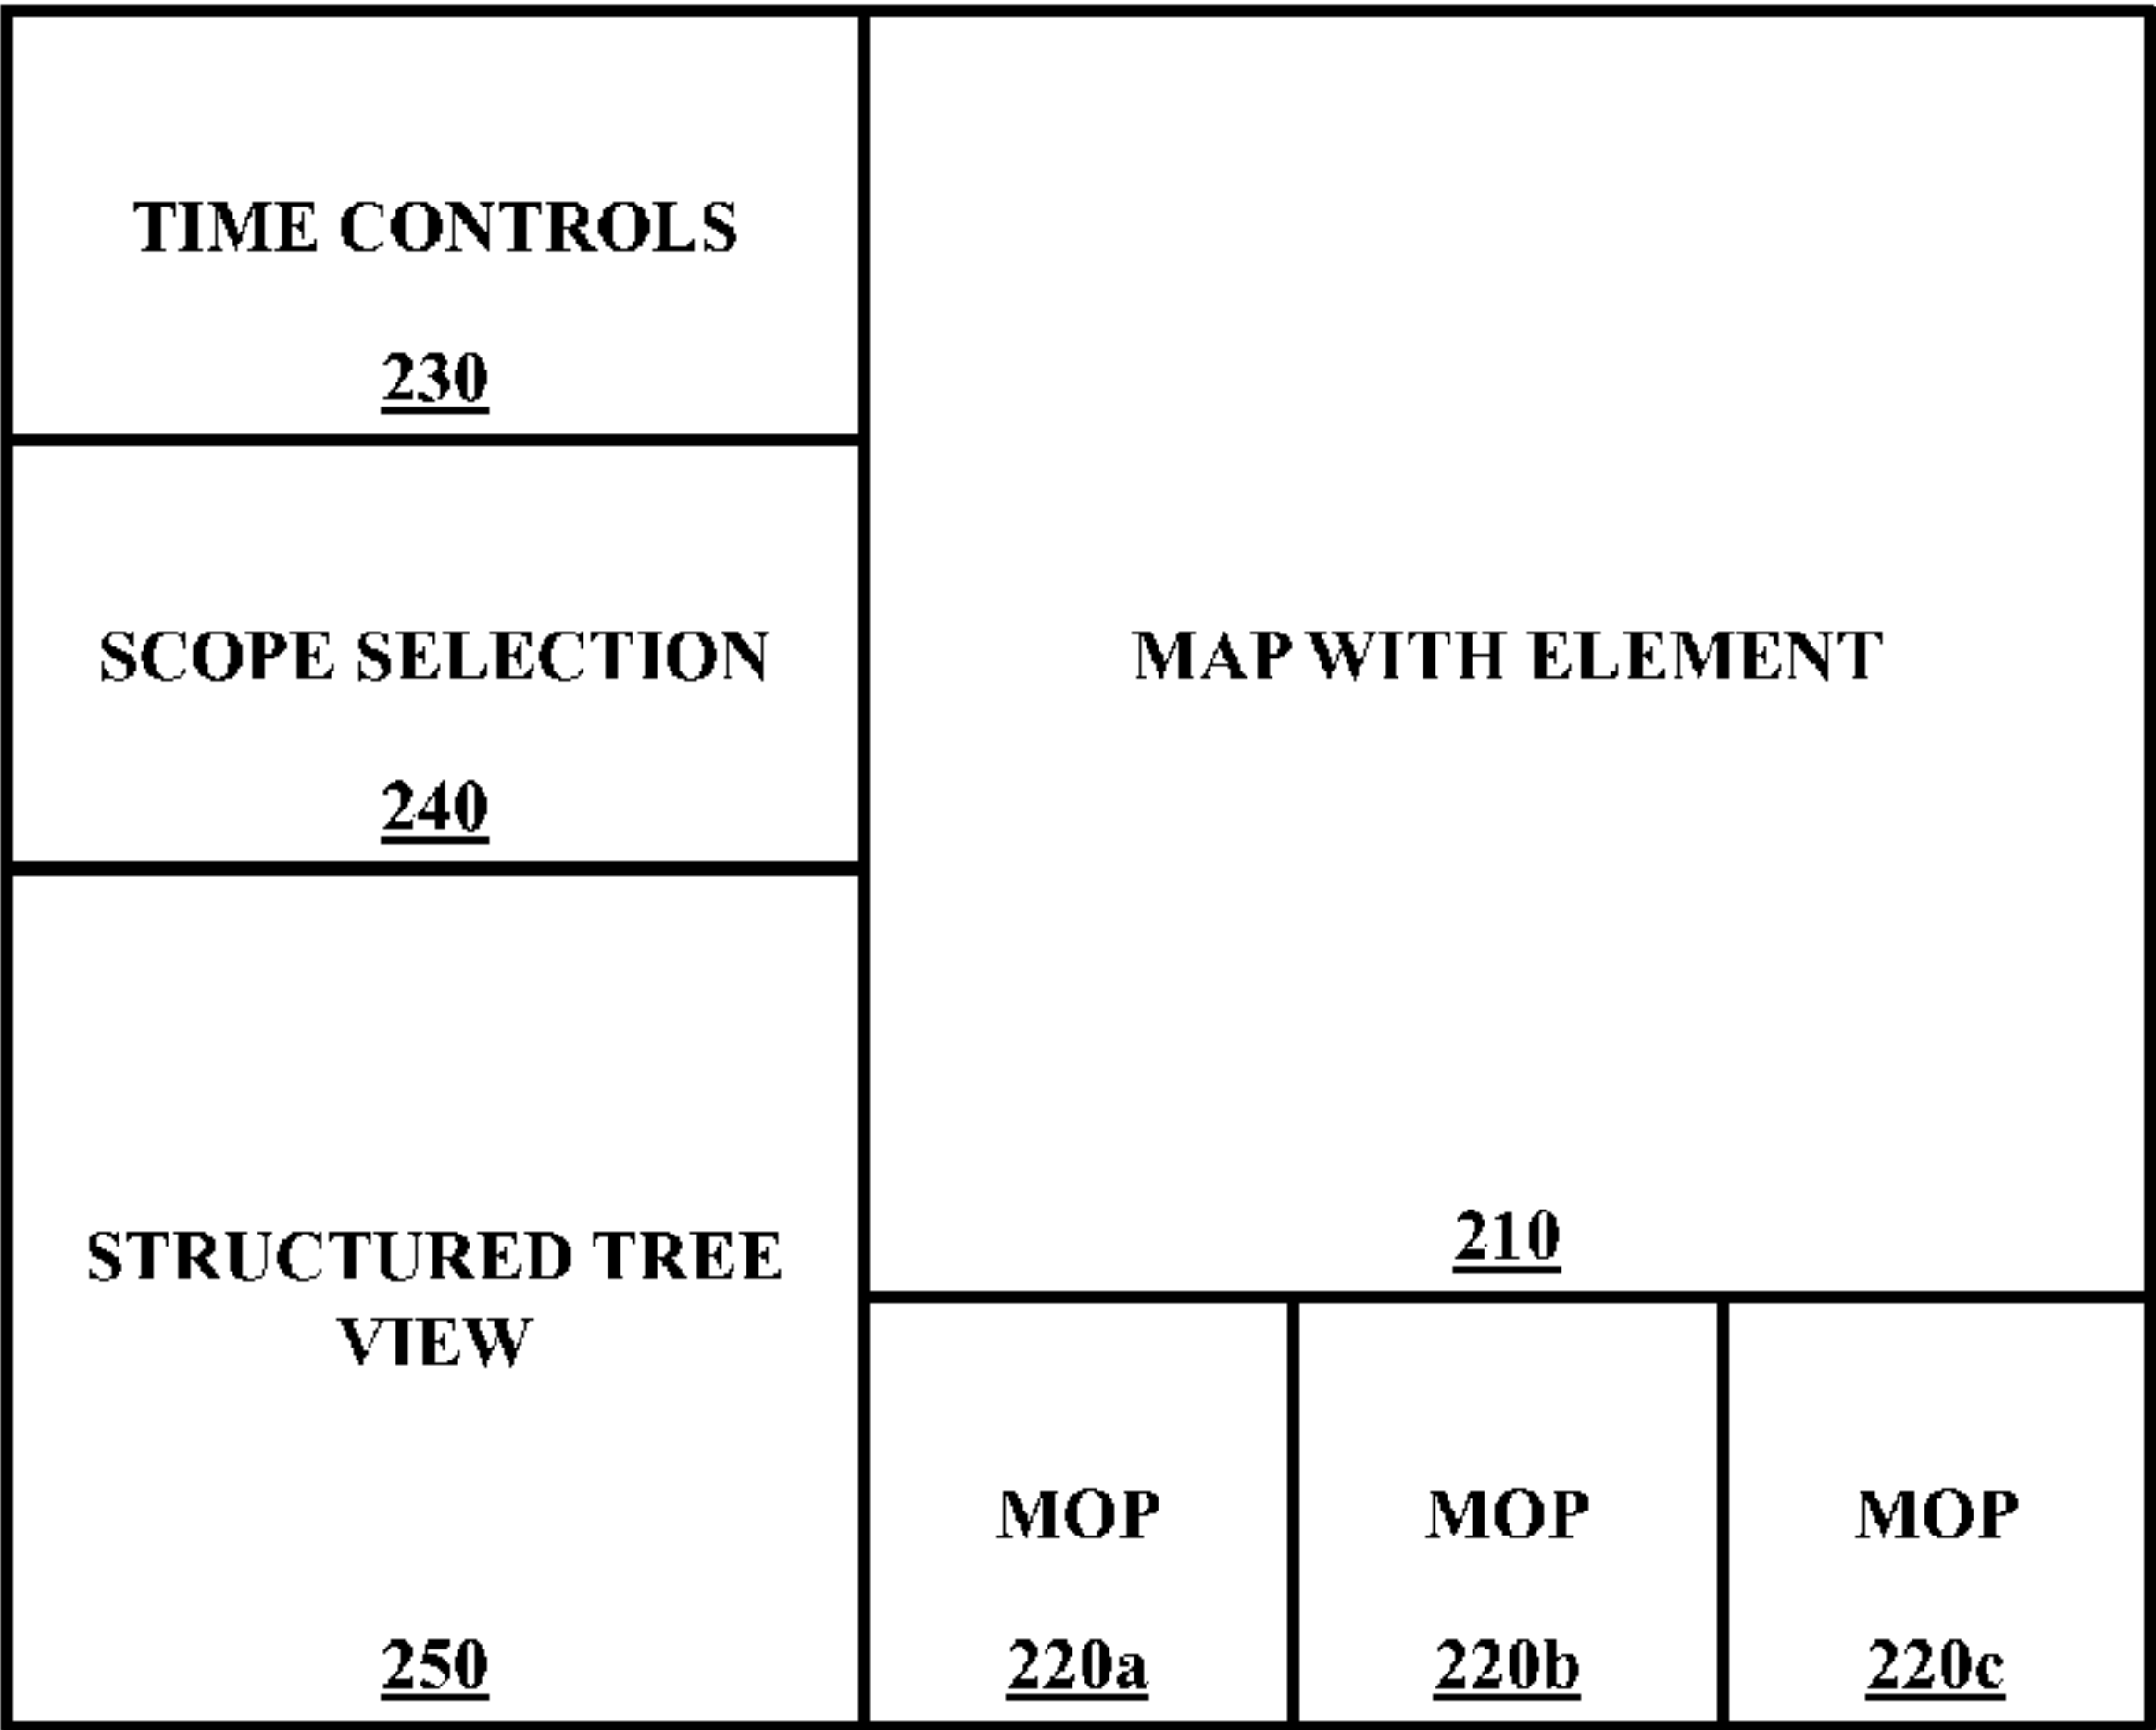 TIME CONTROLS
230
SCOPE SELECTION
240
STRUCTURED TREE
VIEW
250
MAP WITH ELEMENT
210
MOP
220a
MOP
220b
MOP
220c